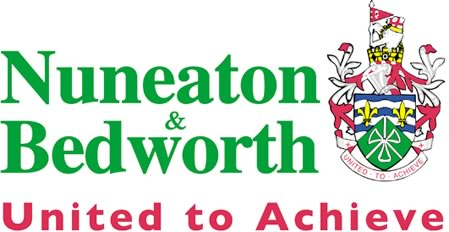 Nuneaton
&
Bedworth
UNITED - TO - ACHIEVE
United to Achieve